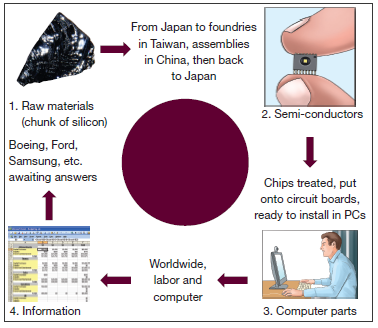 From Japan to foundries
in Taiwan, assemblies
in China, then back
to Japan
1. Raw materials
(chunk of silicon)
2. Semi-conductors
Boeing, Ford,
Samsung, etc.
awaiting answers
Chips treated, put
onto circuit boards,
ready to install in PCs
Worldwide,
labor and
computer
4. Information
3. Computer parts